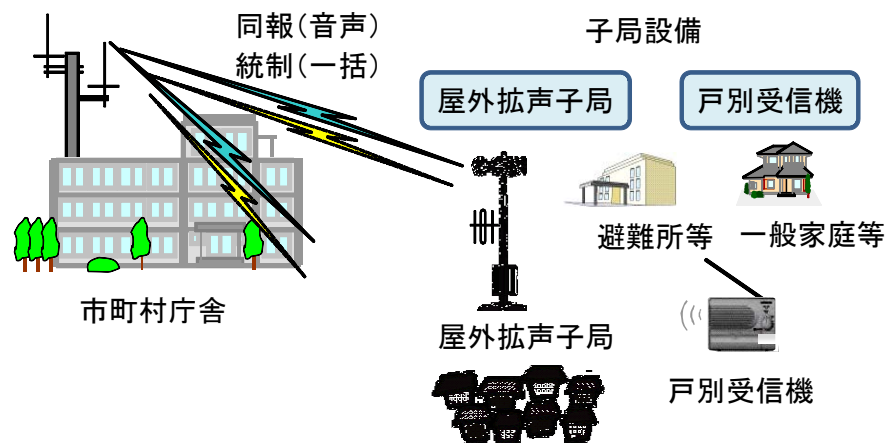 同報(音声)
統制(一括)
子局設備
屋外拡声子局
戸別受信機
避難所等
一般家庭等
市町村庁舎
屋外拡声子局
戸別受信機